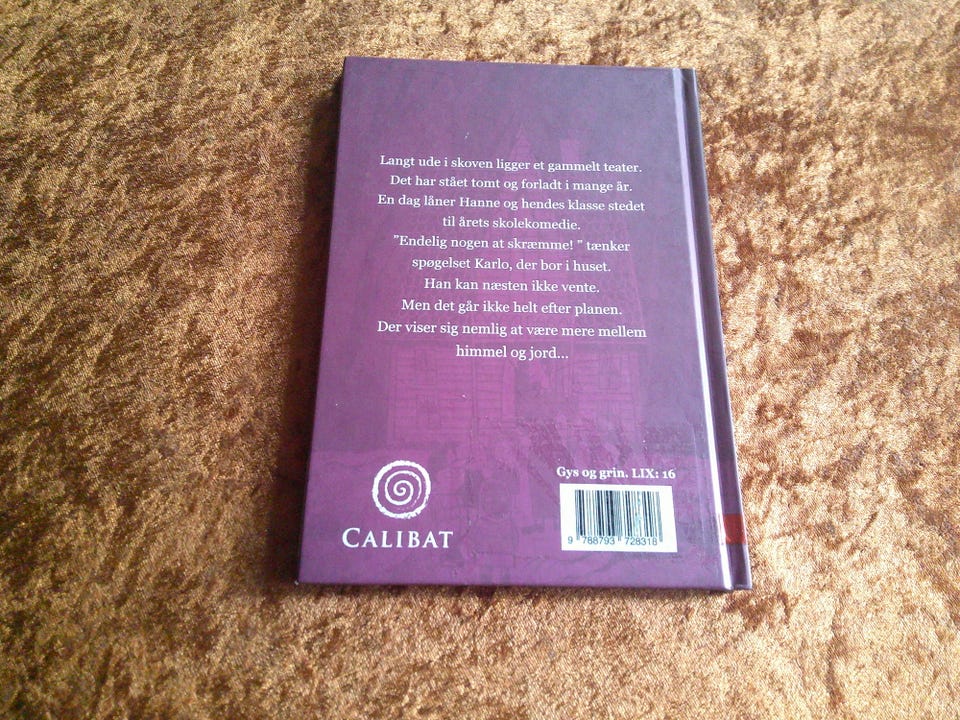 Langt ude i skoven ligger et gammelt teater.
Det har stået tomt og forladt i mange år.
En dag låner Hanne og hendes klasse stedet
til årets skolekomedie.
”Endelig nogen at skræmme! ” tænker
spøgelset Karlo, der bor i huset.
Han kan næsten ikke vente.
Men det går ikke helt efter planen.
Der viser sig nemlig at være mere mellem
himmel og jord...
Gys og grin. LIX: 16
CALIBAT
9 788793 728318